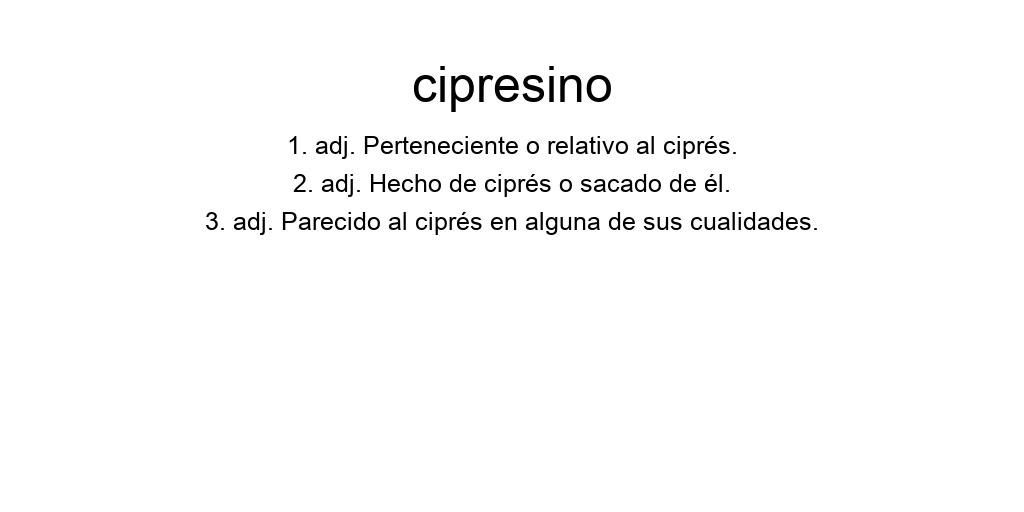 cipresino
1. adj. Perteneciente o relativo al ciprés.
2. adj. Hecho de ciprés o sacado de él.
3. adj. Parecido al ciprés en alguna de sus cualidades.